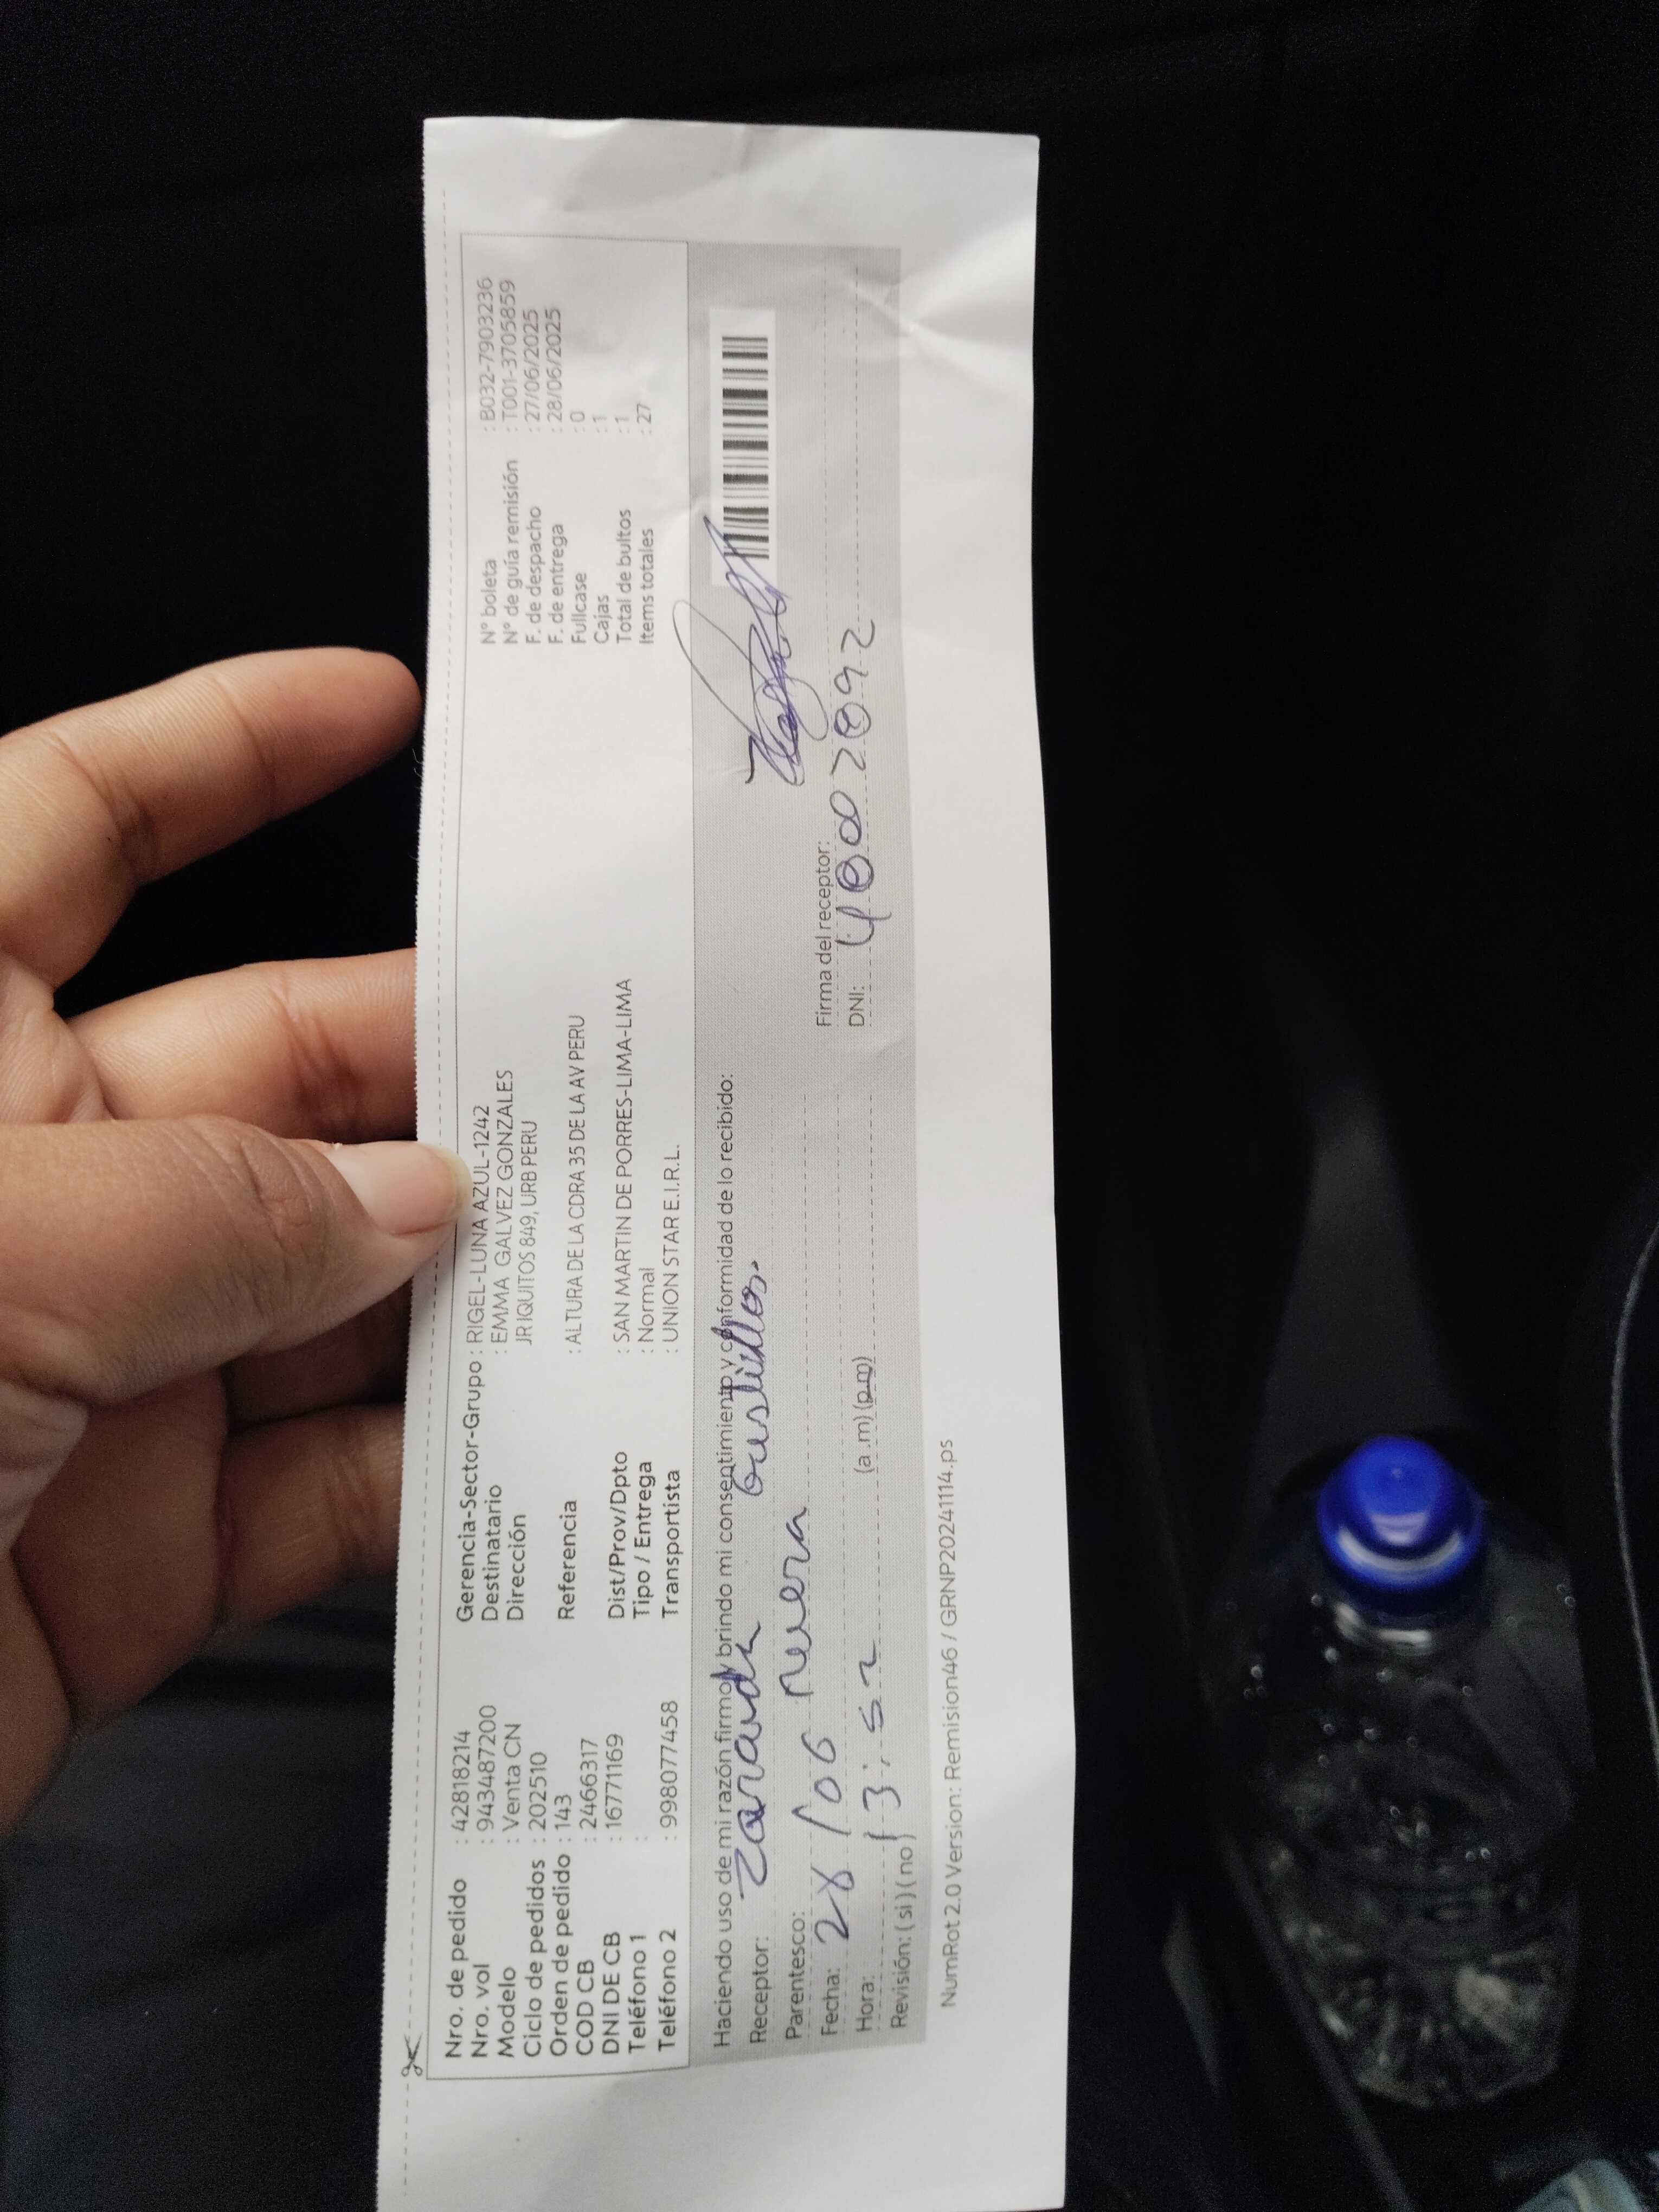 Nro. de pedido : 42818214
Nro. vol : 943487200
Modelo : Venta CN
Ciclo de pedidos : 202510
Orden de pedido : 143
COD CB : 2466317
DNI DE CB : 16771169
Teléfono 1 :
Teléfono 2 : 998077458
Gerencia-Sector-Grupo : RIGEL-LUNA AZUL-1242
Destinatario : EMMA GALVEZ GONZALES
Dirección JR IQUITOS 849, URB PERU
Referencia : ALTURA DE LA CDRA 35 DE LA AV PERU
Dist/Prov/Dpto : SAN MARTIN DE PORRES-LIMA-LIMA
Tipo / Entrega : Normal
Transportista : UNION STAR E.I.R.L.
N° boleta : B032-7903236
N° de guía remisión : T001-3705859
F. de despacho : 27/06/2025
F. de entrega : 28/06/2025
Fullcase : 0
Cajas : 1
Total de bultos : 1
Items totales : 27
Haciendo uso de mi razón firmo y brindo mi consentimiento y conformidad de lo recibido:
Receptor:
Parentesco: nuera
Fecha: 28/06
Hora: 13:52 (a.m) (p.m)
Revisión: (si) (no)
Firma del receptor:
DNI: 40020092
NumRot 2.0 Version: Remision46 / GRNP20241114.ps